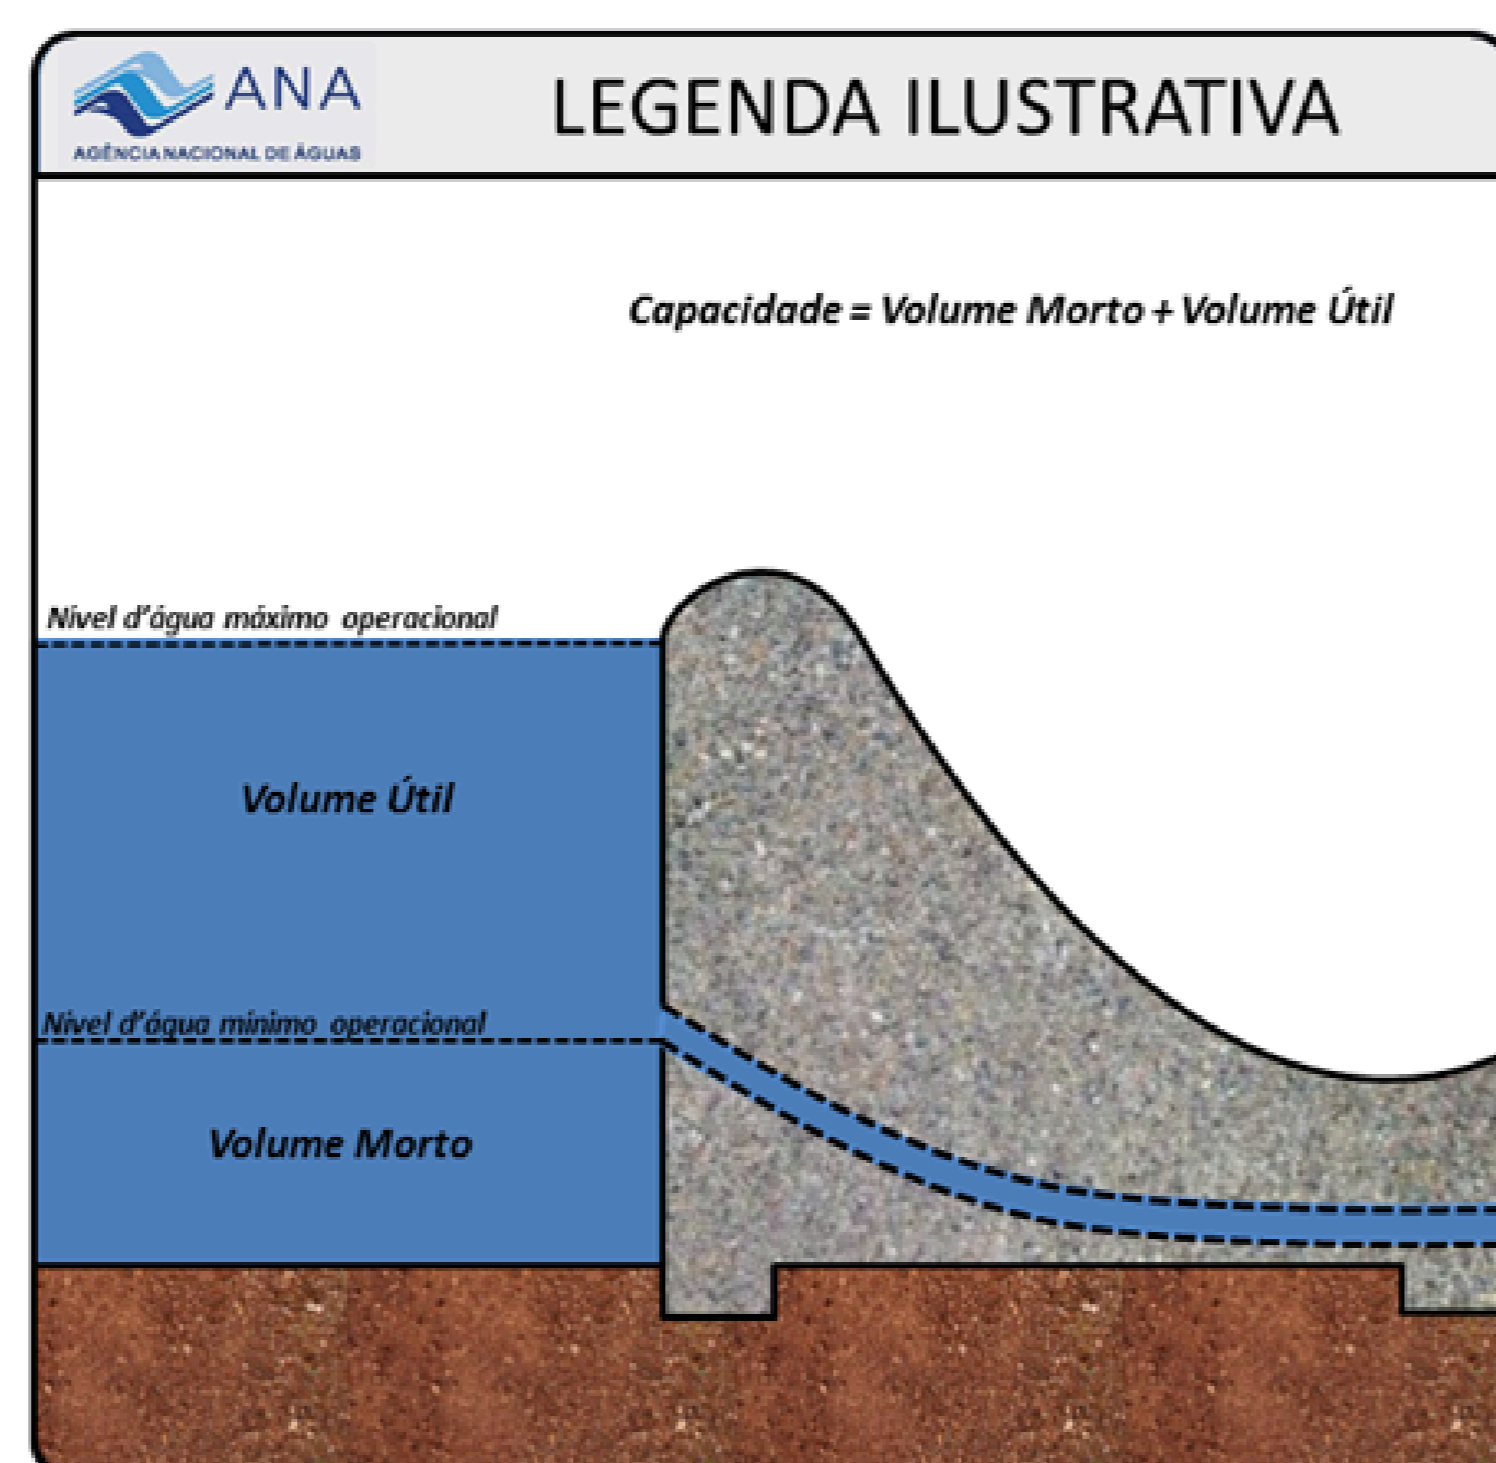 ANA
AGÊNCIA NACIONAL DE ÁGUAS
LEGENDA ILUSTRATIVA
Capacidade = Volume Morto + Volume Útil
Nível d'água máximo operacional
Volume Útil
Nível d'água mínimo operacional
Volume Morto